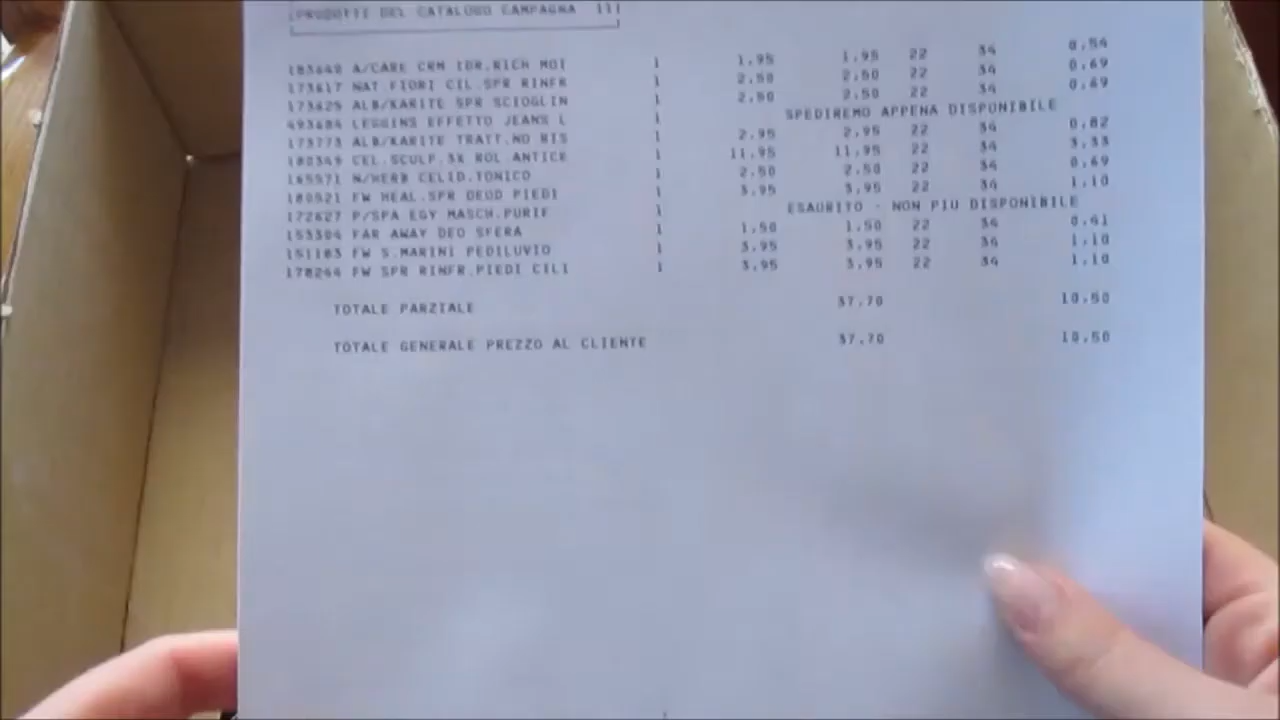 PRODOTTI DEL CATALOGO CAMPAGNA 11
A/CARE CRM IDR.RICH MOI 1 1.95 1.95 22 34 0.54
173617 NAT FIORI CIL.SPR RINFR 1 2.50 2.50 22 34 0.69
173625 ALB/KARITE SPR SCIOGLIN 1 2.50 2.50 22 34 0.69
493684 LEGGINS EFFETTO JEANS L 1 SPEDIREMO APPENA DISPONIBILE
173773 ALB/KARITE TRATT.NO RIS 1 2.95 2.95 22 34 0.82
180349 CEL.SCULP.3X ROL ANTICE 1 11.95 11.95 22 34 3.33
165571 N/HERB CELID.TONICO 1 2.50 2.50 22 34 0.69
180521 FW HEAL.SPR DEOD PIEDI 1 3.95 3.95 22 34 1.10
172627 P/SPA EGY MASCH.PURIF 1 ESAURITO - NON PIU DISPONIBILE
153304 FAR AWAY DEO SFERA 1 1.50 1.50 22 34 0.41
151183 FW S.MARINI PEDILUVIO 1 3.95 3.95 22 34 1.10
178244 FW SPR RINFR.PIEDI CILI 1 3.95 3.95 22 34 1.10
TOTALE PARZIALE 37.70 10.50
TOTALE GENERALE PREZZO AL CLIENTE 37.70 10.50